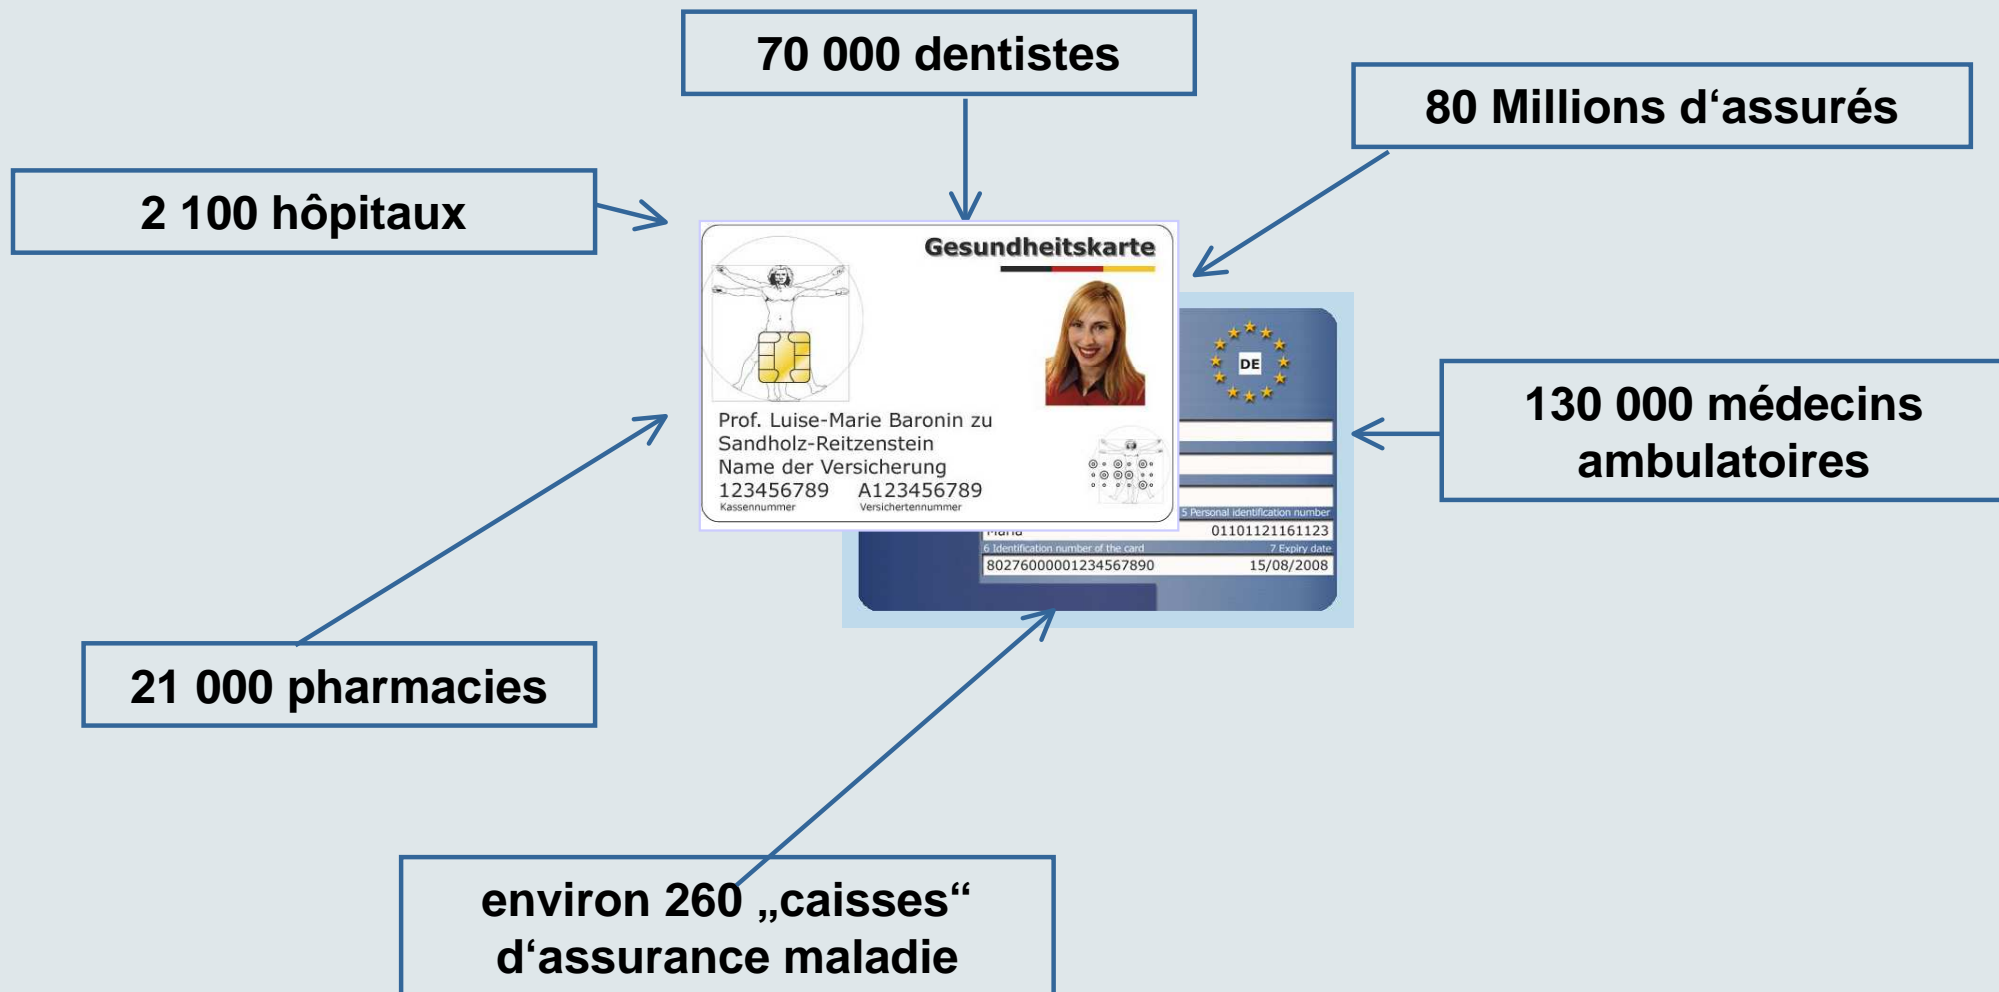 70 000 dentistes
80 Millions d‘assurés
2 100 hôpitaux
Gesundheitskarte
DE
Prof. Luise-Marie Baronin zu
Sandholz-Reitzenstein
Name der Versicherung
123456789 A123456789
Kassennummer Versichertennummer
5 Personal identification number
Maria 01101121161123
6 Identification number of the card 7 Expiry date
80276000001234567890 15/08/2008
130 000 médecins
ambulatoires
21 000 pharmacies
environ 260 „caisses“
d‘assurance maladie